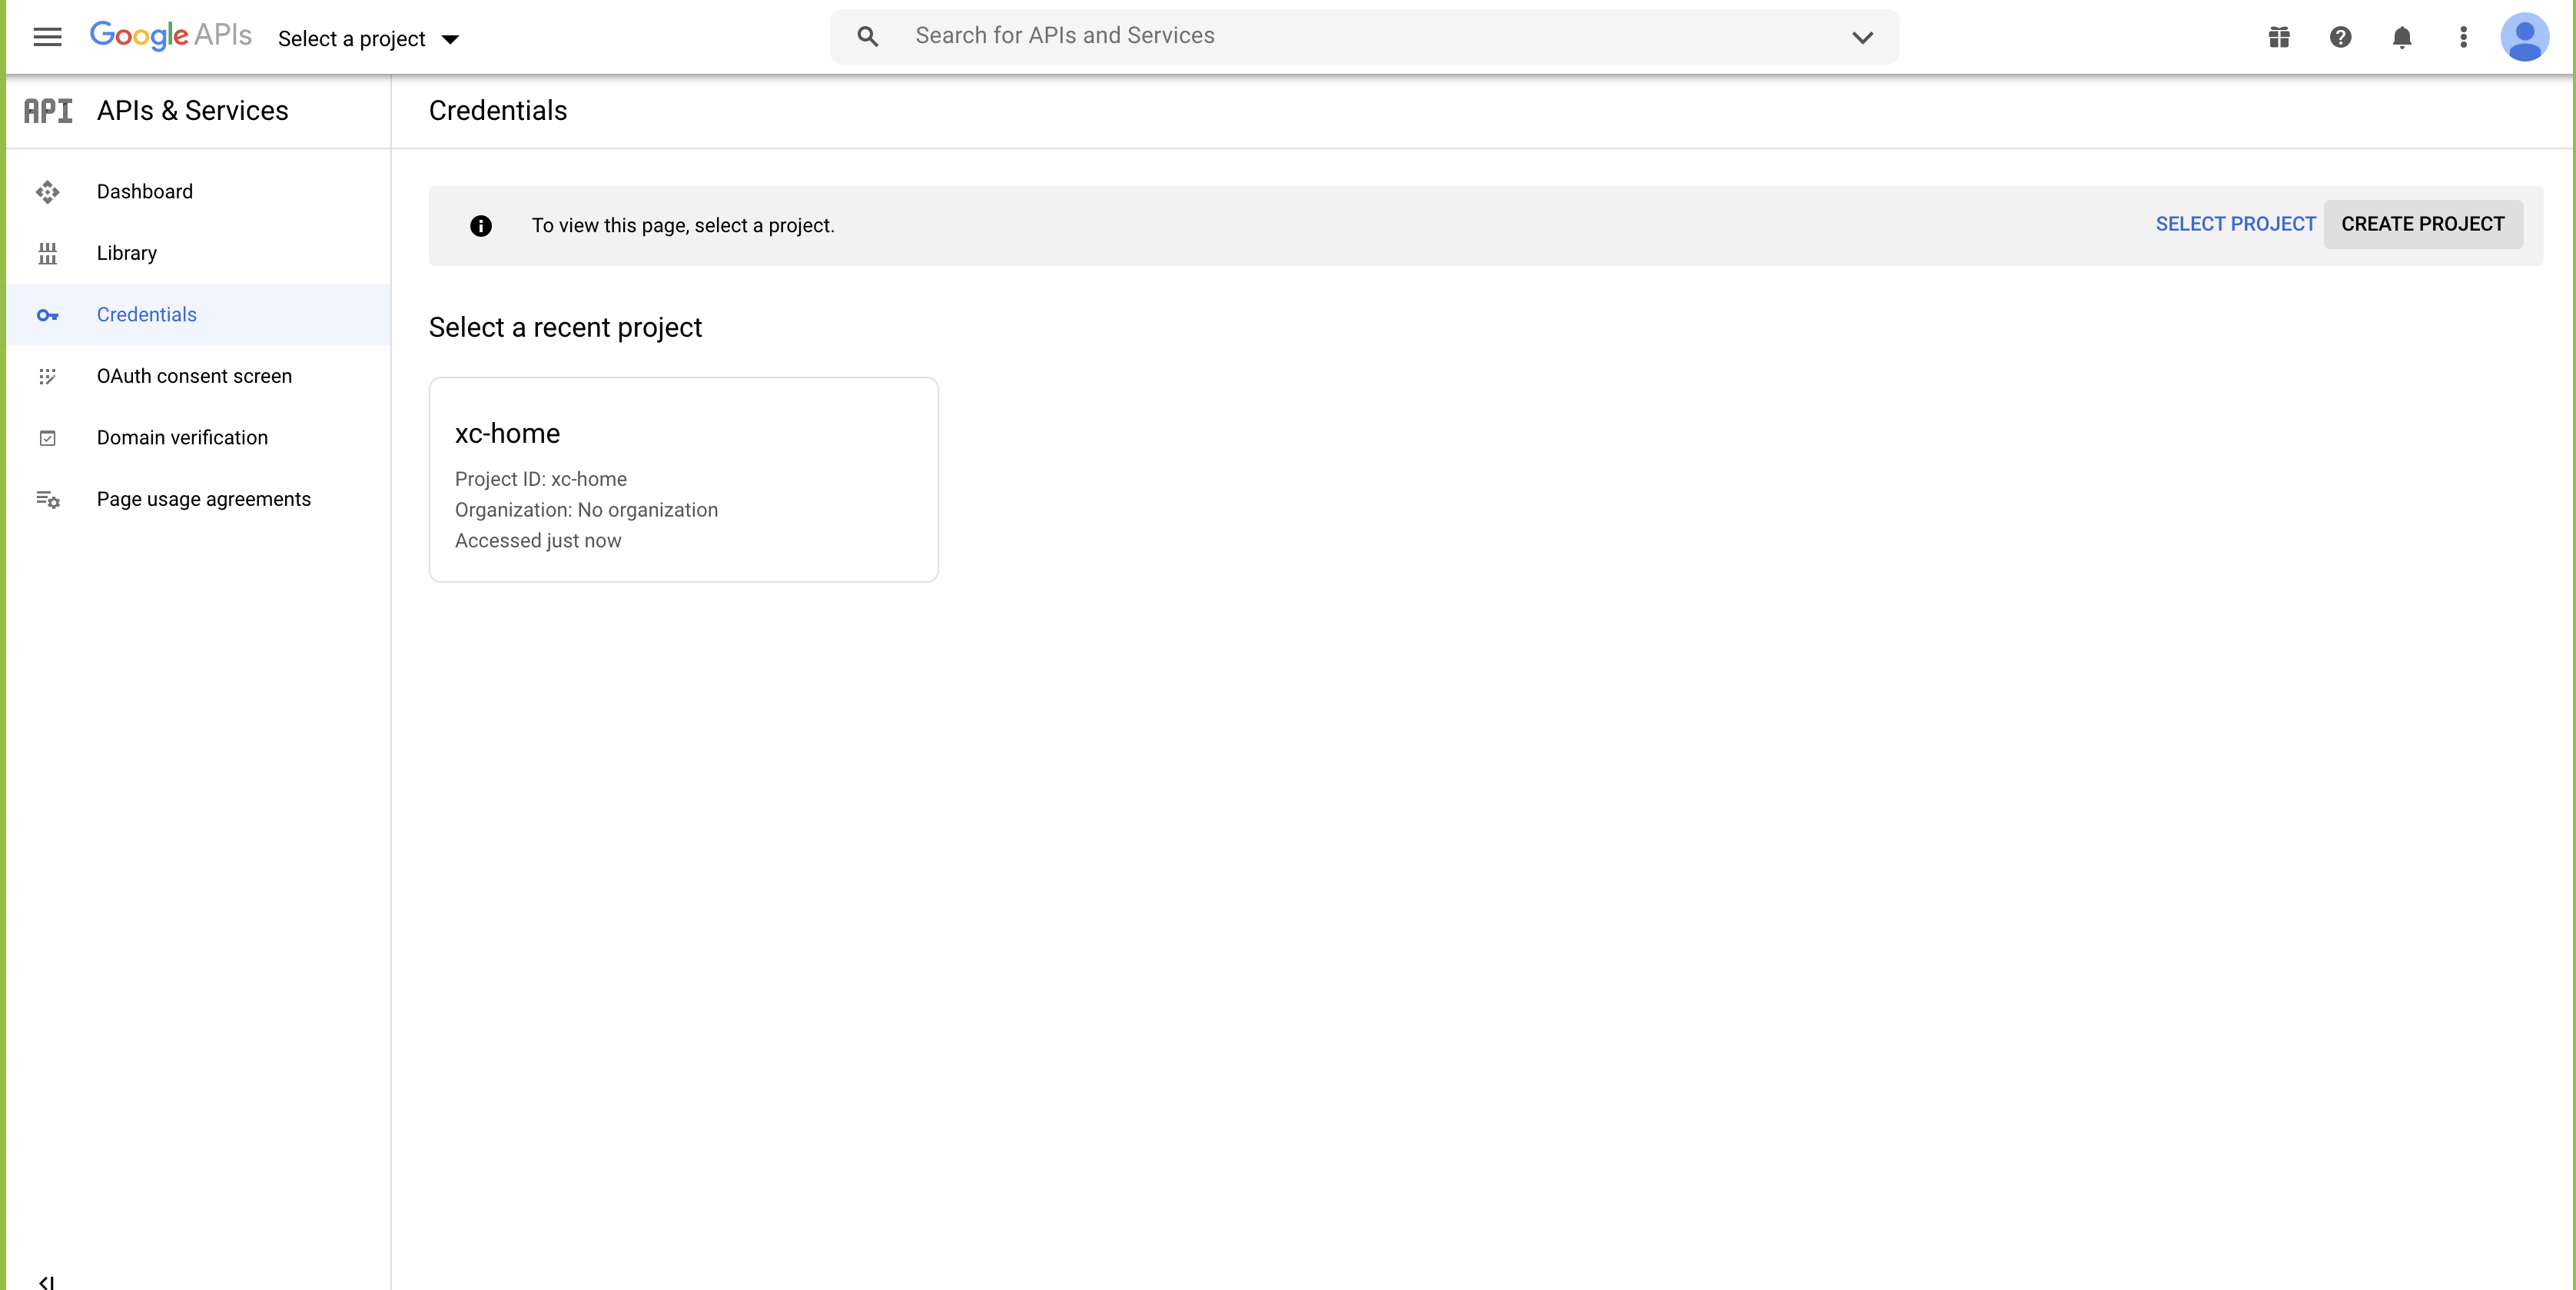 Google APIs
Select a project
Search for APIs and Services
API
APIs & Services
Credentials
Dashboard
Library
Credentials
OAuth consent screen
Domain verification
Page usage agreements
To view this page, select a project.
SELECT PROJECT
CREATE PROJECT
Select a recent project
xc-home
Project ID: xc-home
Organization: No organization
Accessed just now